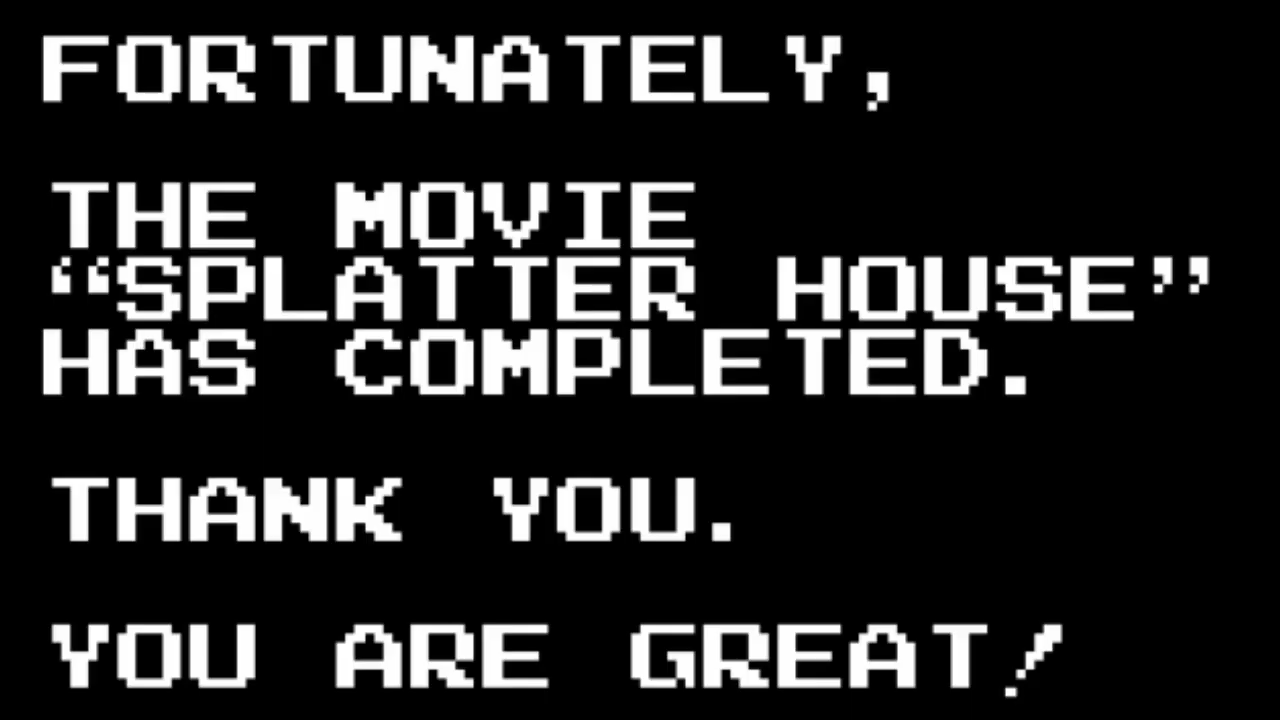 FORTUNATELY,
THE MOVIE
“SPLATTER HOUSE”
HAS COMPLETED.
THANK YOU.
YOU ARE GREAT!